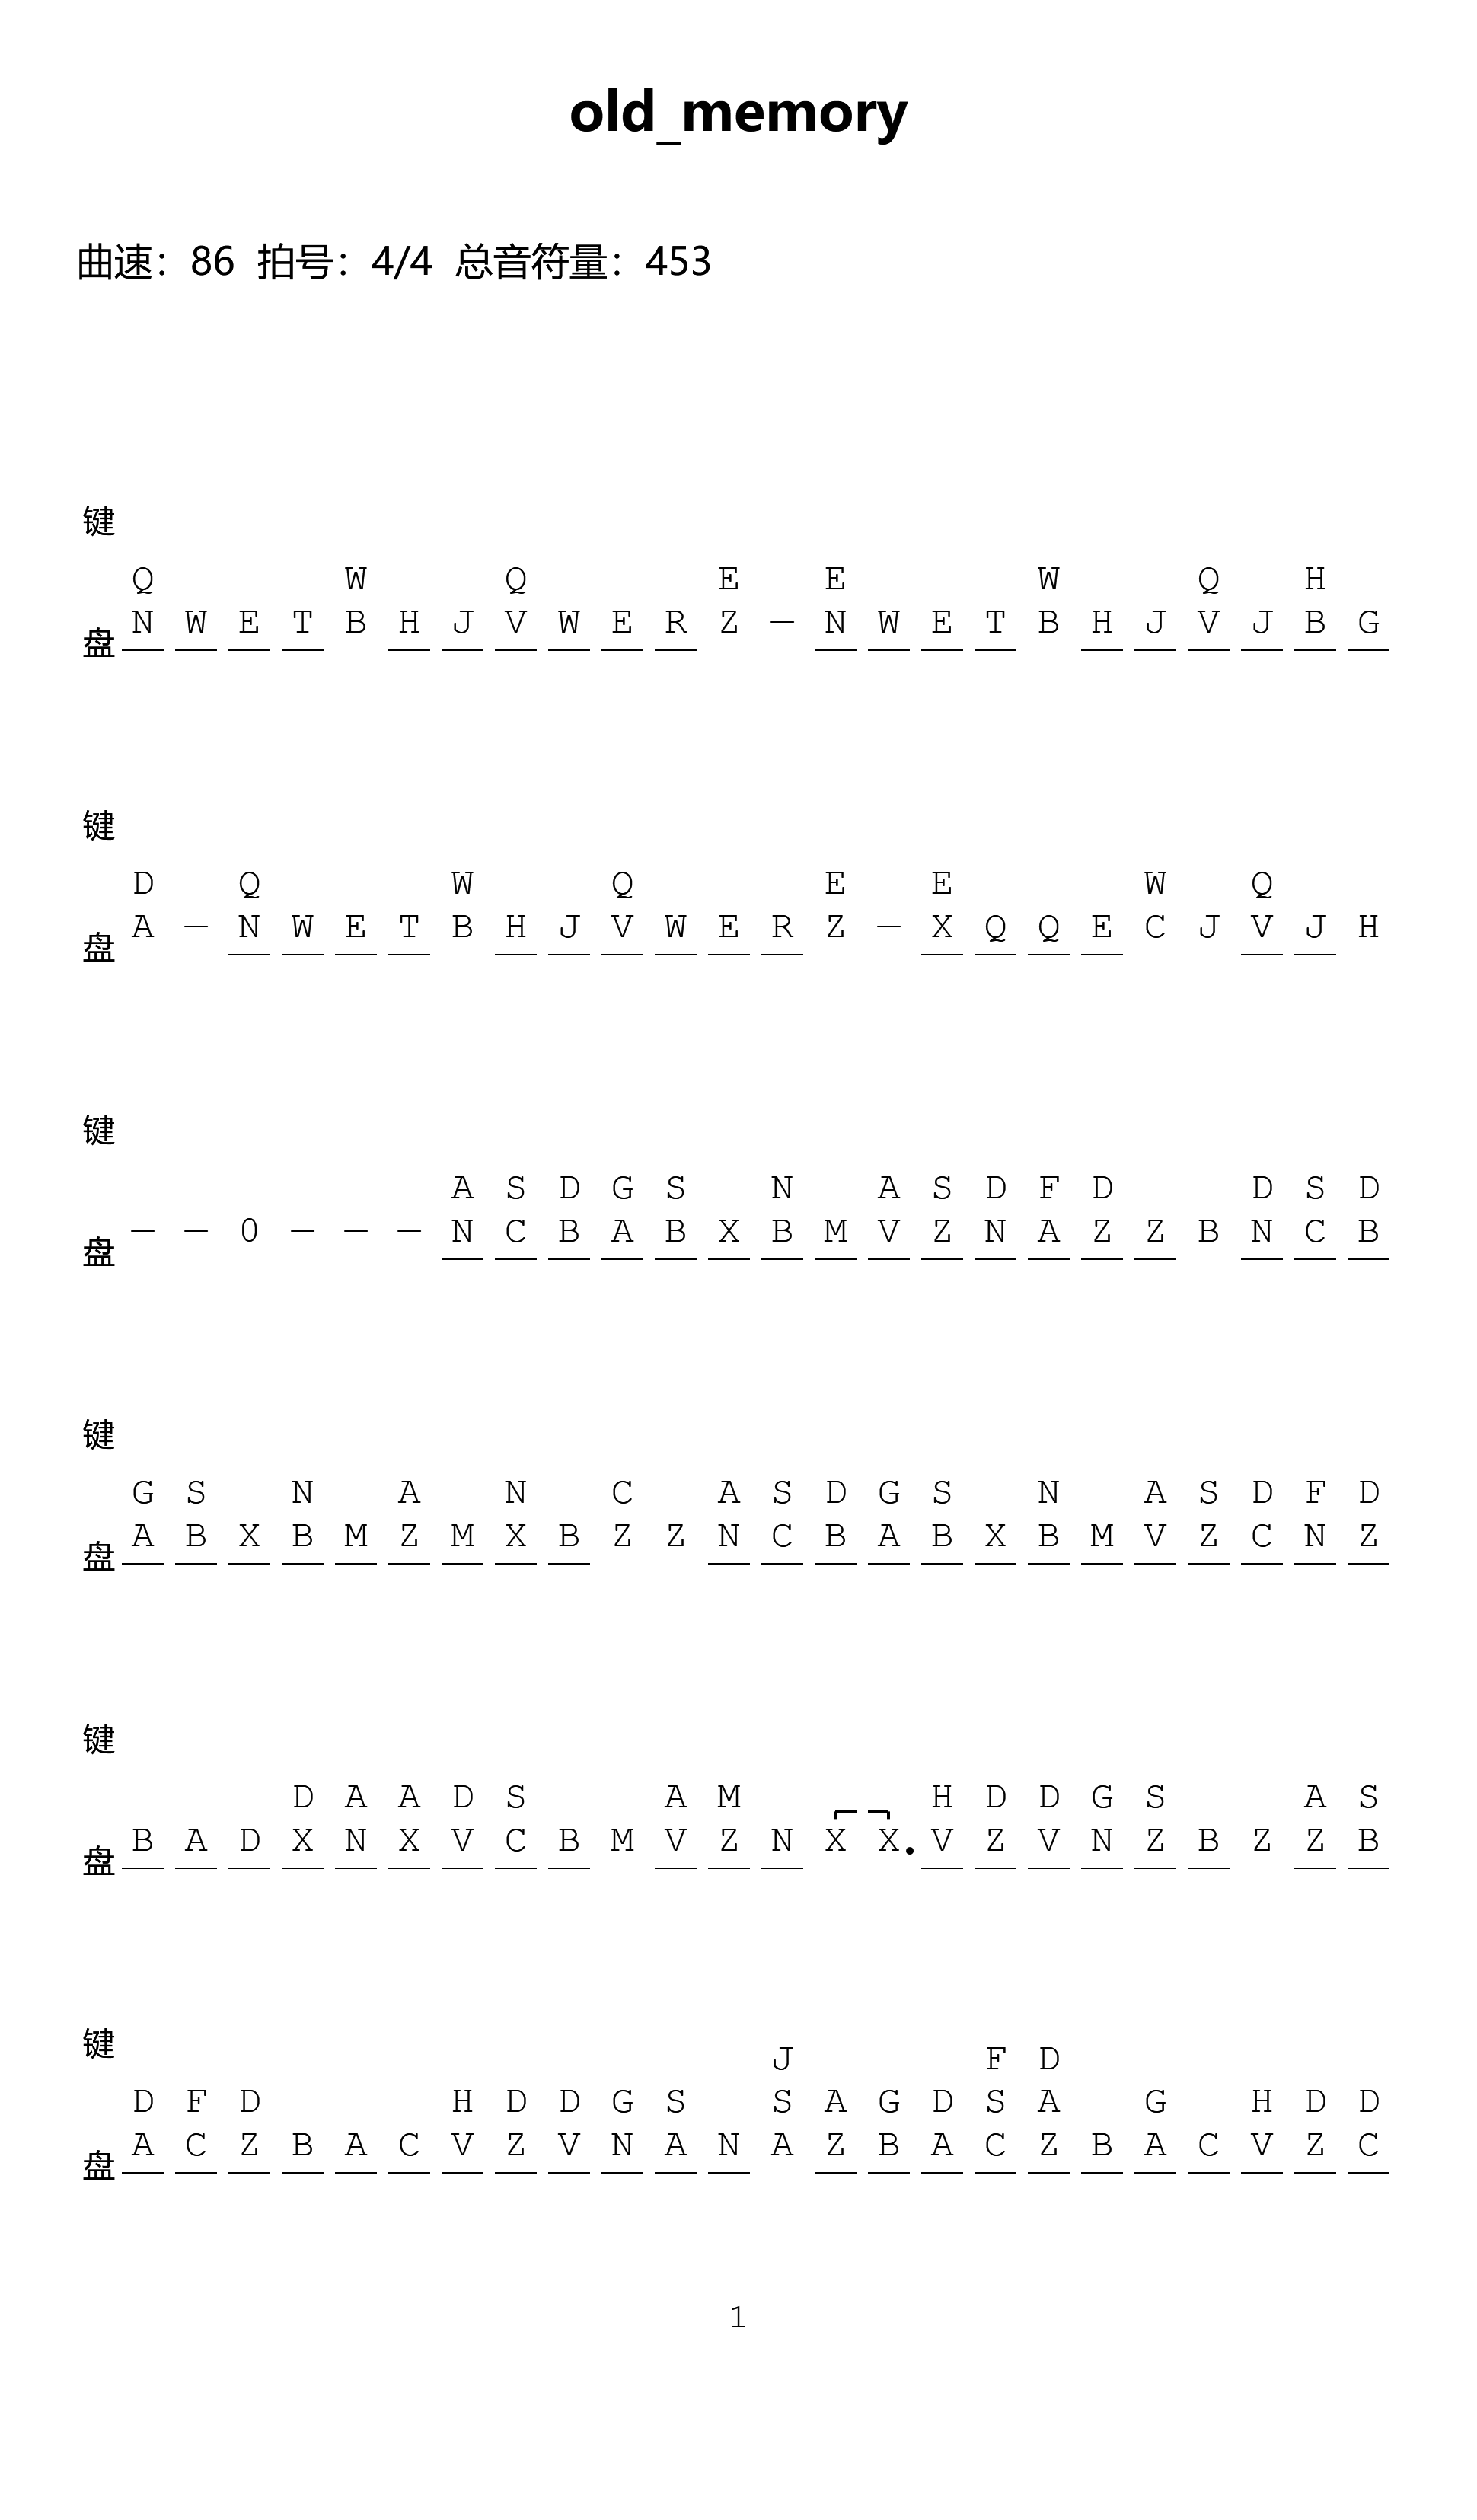 old_memory
曲速：86 拍号：4/4 总音符量：453
键
Q W Q E E W Q H
盘 N W E T B H J V W E R Z — N W E T B H J V J B G
键
D Q W Q E E W Q
盘 A — N W E T B H J V W E R Z — X Q Q E C J V J H
键
A S D G S N A S D F D D S D
盘 — — 0 — — — N C B A B X B M V Z N A Z Z B N C B
键
G S N A N C A S D G S N A S D F D
盘 A B X B M Z M X B Z Z N C B A B X B M V Z C N Z
键
D A A D S A M H D D G S A S
盘 B A D X N X V C B M V Z N X X. V Z V N Z B Z Z B
键
J F D
D F D H D D G S S A G D S A G H D D
盘 A C Z B A C V Z V N A N A Z B A C Z B A C V Z C
1